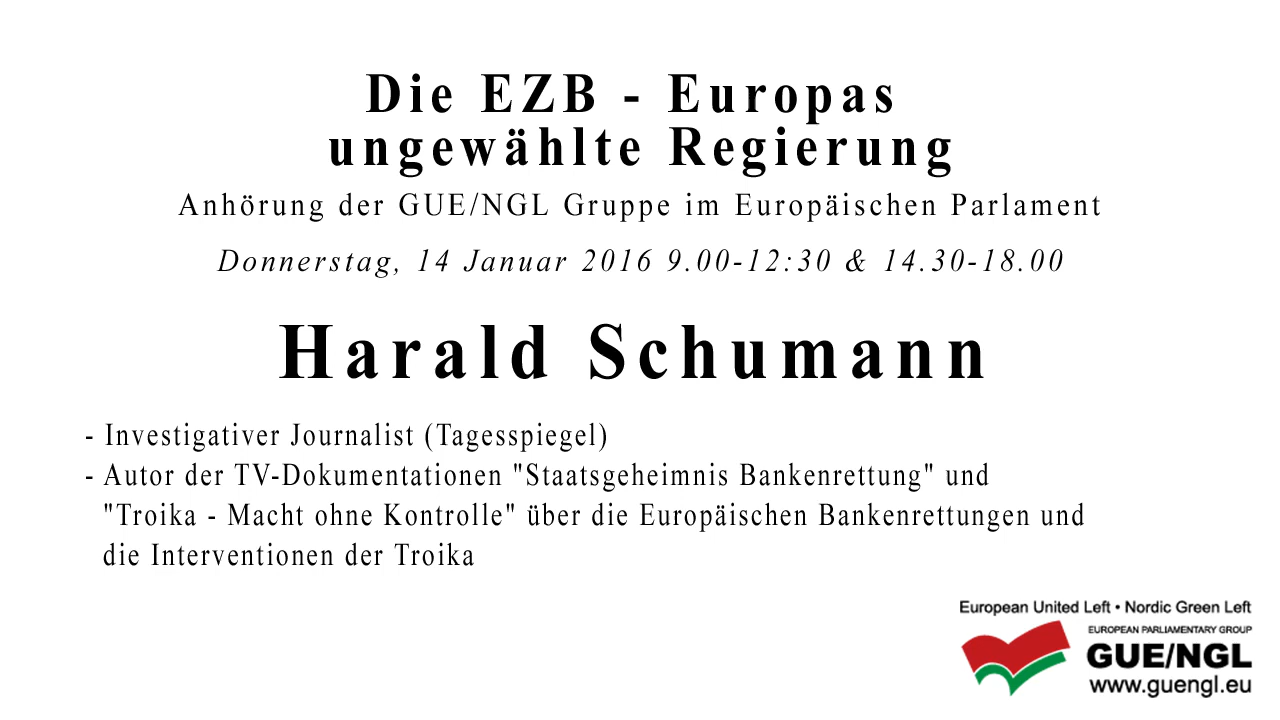 Die EZB - Europas
ungewählte Regierung
Anhörung der GUE/NGL Gruppe im Europäischen Parlament
Donnerstag, 14 Januar 2016 9.00-12:30 & 14.30-18.00
Harald Schumann
- Investigativer Journalist (Tagesspiegel)
- Autor der TV-Dokumentationen "Staatsgeheimnis Bankenrettung" und
"Troika - Macht ohne Kontrolle" über die Europäischen Bankenrettungen und
die Interventionen der Troika
European United Left • Nordic Green Left
EUROPEAN PARLIAMENTARY GROUP
GUE/NGL
www.guengl.eu